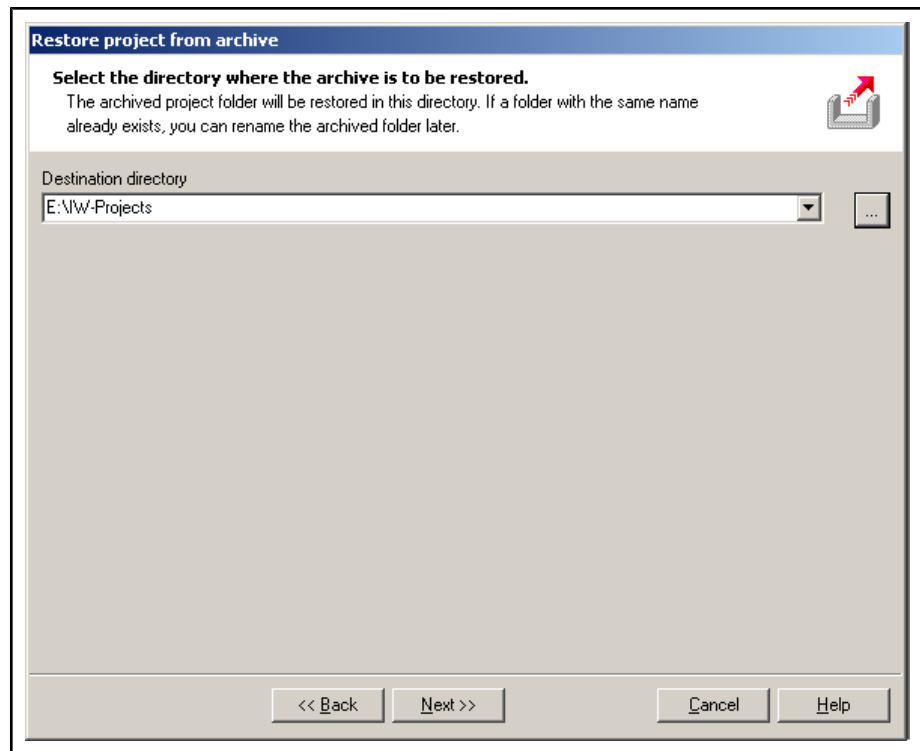 Restore project from archive
Select the directory where the archive is to be restored.
The archived project folder will be restored in this directory. If a folder with the same name
already exists, you can rename the archived folder later.
Destination directory
E:\IW-Projects
...
<< Back
Next >>
Cancel
Help